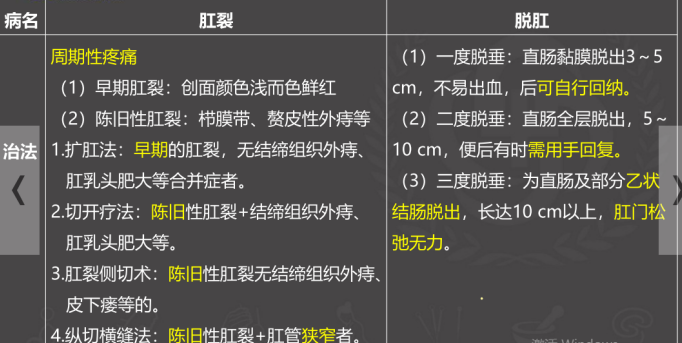 病名
肛裂
脱肛
治法
周期性疼痛
（1）早期肛裂：创面颜色浅而色鲜红
（2）陈旧性肛裂：栉膜带、赘皮性外痔等
1.扩肛法：早期的肛裂，无结缔组织外痔、
肛乳头肥大等合并症者。
2.切开疗法：陈旧性肛裂+结缔组织外痔、
肛乳头肥大等。
3.肛裂侧切术：陈旧性肛裂无结缔组织外痔、
皮下瘘等的。
4.纵切横缝法：陈旧性肛裂+肛管狭窄者。
（1）一度脱垂：直肠黏膜脱出3～5
cm，不易出血，后可自行回纳。
（2）二度脱垂：直肠全层脱出，5～
10 cm，便后有时需用手回复。
（3）三度脱垂：为直肠及部分乙状
结肠脱出，长达10 cm以上，肛门松
弛无力。
激活 Windows